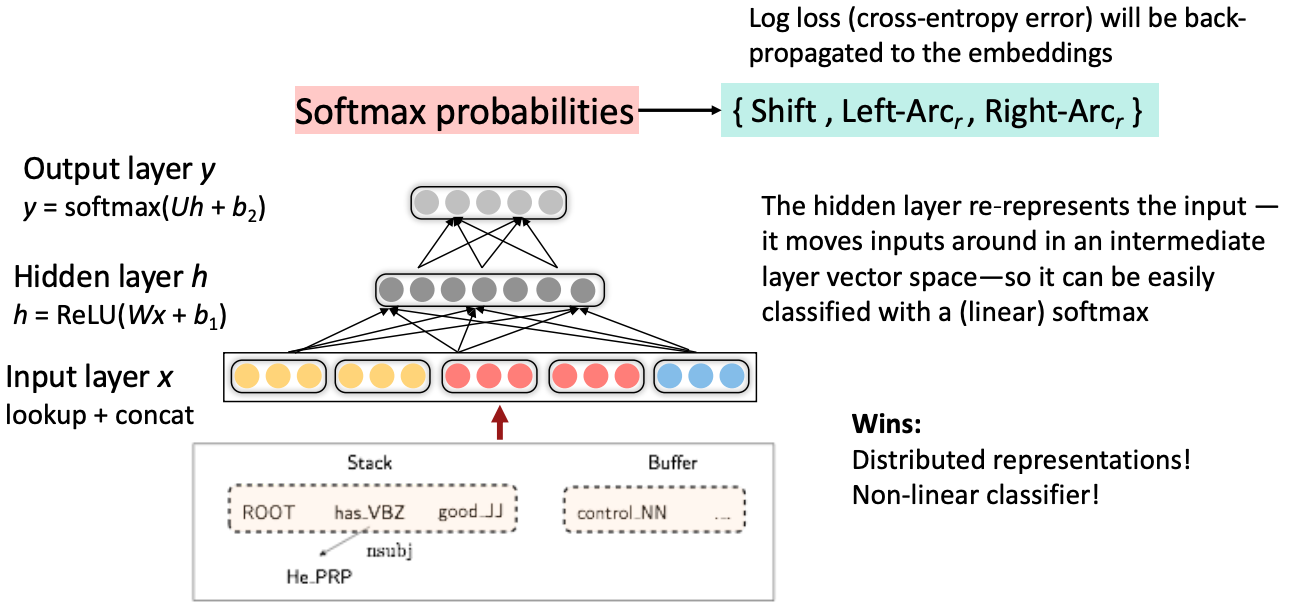 Log loss (cross-entropy error) will be back-
propagated to the embeddings
Softmax probabilities
{ Shift , Left-Arcᵣ , Right-Arcᵣ }
Output layer y
y = softmax(Uh + b₂)
Hidden layer h
h = ReLU(Wx + b₁)
The hidden layer re-represents the input —
it moves inputs around in an intermediate
layer vector space—so it can be easily
classified with a (linear) softmax
Input layer x
lookup + concat
Wins:
Distributed representations!
Non-linear classifier!
Stack Buffer
ROOT has_VBZ good_JJ control_NN ....
nsubj
He_PRP